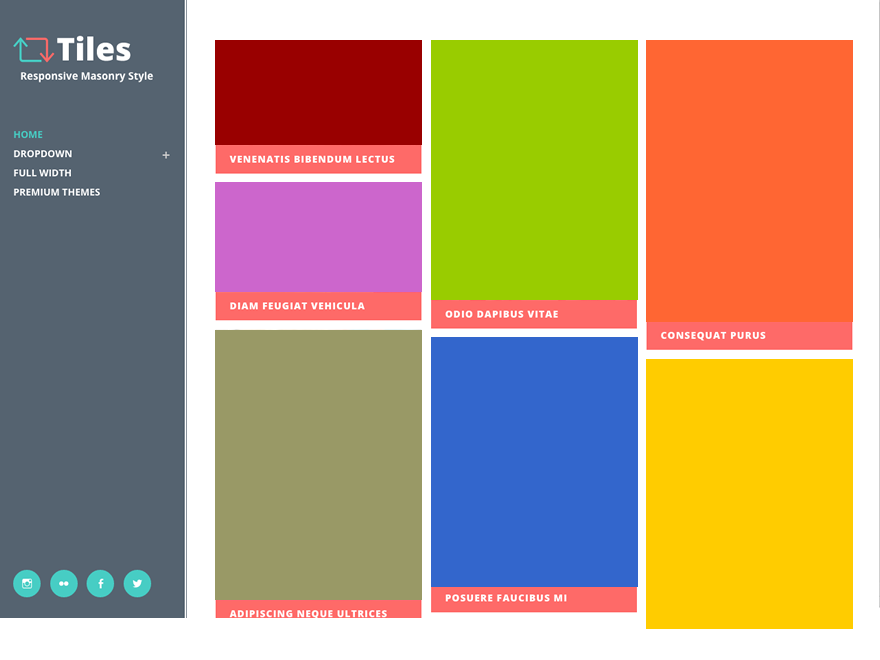 Tiles
Responsive Masonry Style
HOME
DROPDOWN +
FULL WIDTH
PREMIUM THEMES
VENENATIS BIBENDUM LECTUS
DIAM FEUGIAT VEHICULA
ADIPISCING NEQUE ULTRICES
ODIO DAPIBUS VITAE
POSUERE FAUCIBUS MI
CONSEQUAT PURUS